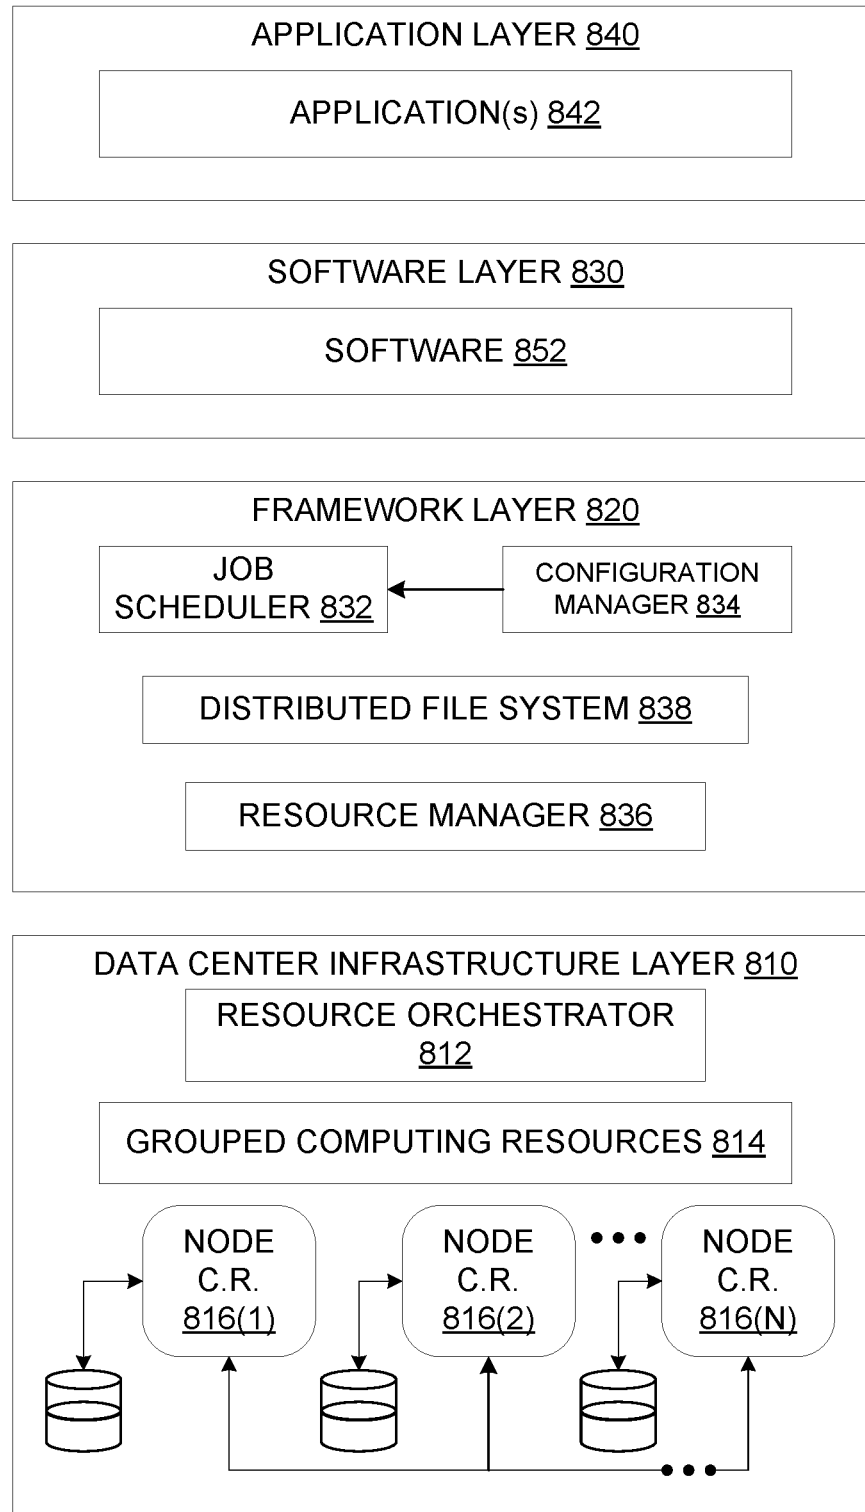 APPLICATION LAYER 840
APPLICATION(s) 842
SOFTWARE LAYER 830
SOFTWARE 852
FRAMEWORK LAYER 820
JOB
SCHEDULER 832
CONFIGURATION
MANAGER 834
DISTRIBUTED FILE SYSTEM 838
RESOURCE MANAGER 836
DATA CENTER INFRASTRUCTURE LAYER 810
RESOURCE ORCHESTRATOR
812
GROUPED COMPUTING RESOURCES 814
NODE
C.R.
816(1)
NODE
C.R.
816(2)
NODE
C.R.
816(N)